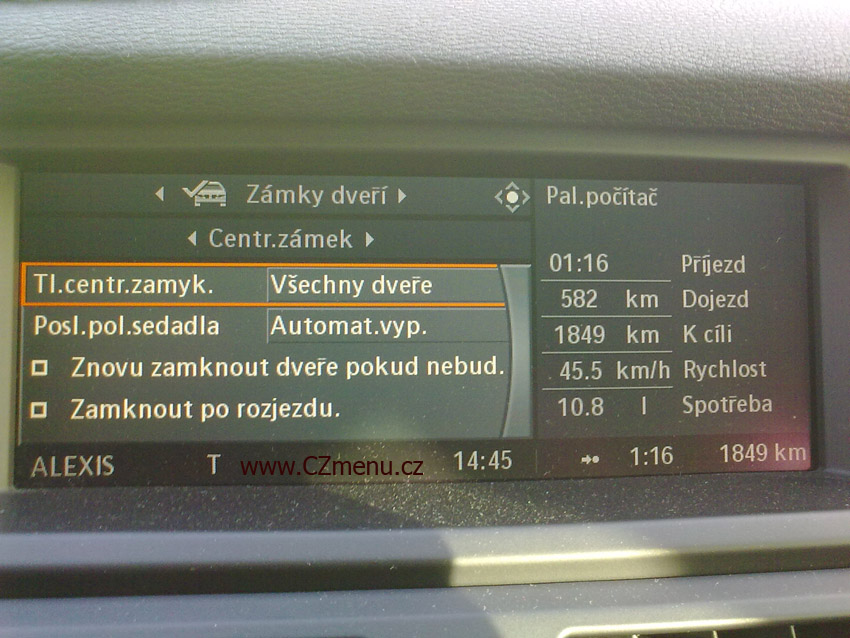 Zámky dveří
Centr.zámek
Tl.centr.zamyk. Všechny dveře
Posl.pol.sedadla Automat.vyp.
Znovu zamknout dveře pokud nebud.
Zamknout po rozjezdu.
Pal.počítač
01:16 Příjezd
582 km Dojezd
1849 km K cíli
45.5 km/h Rychlost
10.8 l Spotřeba
ALEXIS T www.CZmenu.cz 14:45 1:16 1849 km